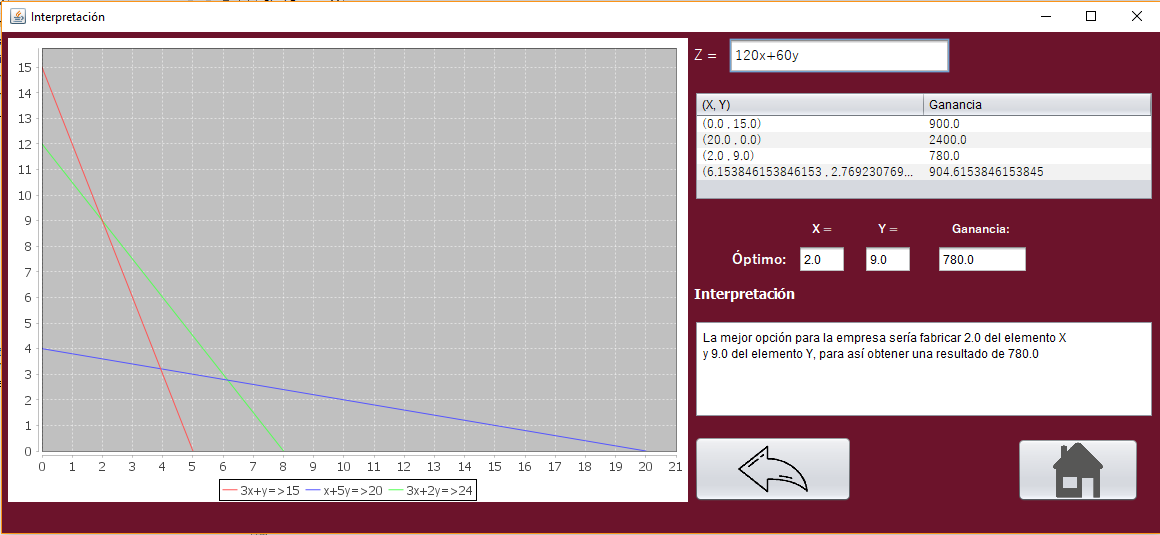 Interpretación
Z = 120x+60y
(X, Y) Ganancia
(0.0 , 15.0) 900.0
(20.0 , 0.0) 2400.0
(2.0 , 9.0) 780.0
(6.153846153846153 , 2.769230769... 904.6153846153845
X = Y = Ganancia:
Óptimo: 2.0 9.0 780.0
Interpretación
La mejor opción para la empresa sería fabricar 2.0 del elemento X
y 9.0 del elemento Y, para así obtener una resultado de 780.0
15
14
13
12
11
10
9
8
7
6
5
4
3
2
1
0
0 1 2 3 4 5 6 7 8 9 10 11 12 13 14 15 16 17 18 19 20 21
3x+y=>15 x+5y=>20 3x+2y=>24